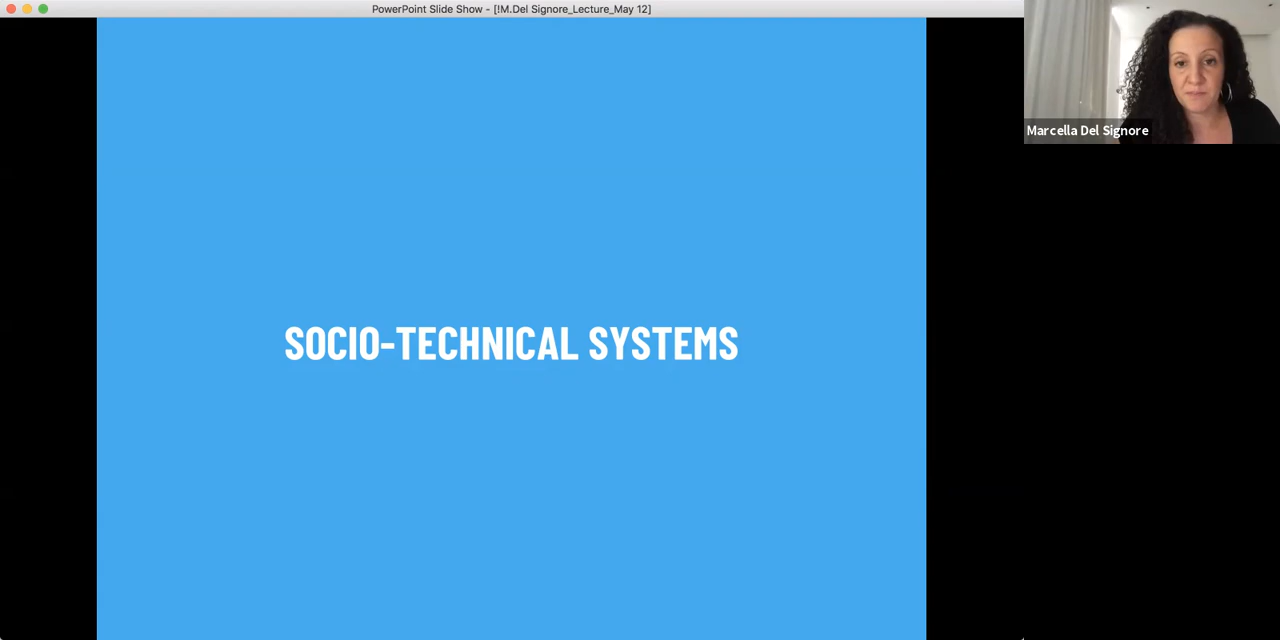 PowerPoint Slide Show - [!M.Del Signore_Lecture_May 12]
Marcella Del Signore
SOCIO-TECHNICAL SYSTEMS